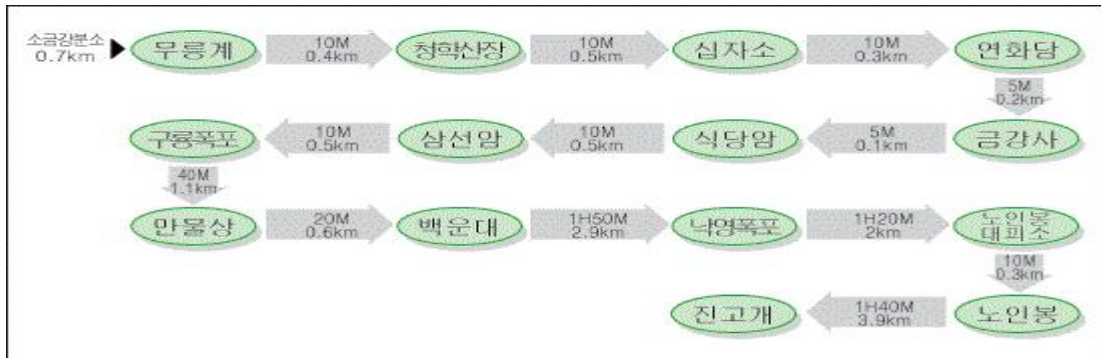 소금강분소
0.7km
무릉계
10M
0.4km
청학산장
10M
0.5km
십자소
10M
0.3km
연화담
5M
0.2km
금강사
5M
0.1km
식당암
10M
0.5km
삼선암
10M
0.5km
구룡폭포
40M
1.1km
만물상
20M
0.6km
백운대
1H50M
2.9km
낙영폭포
1H20M
2km
노인봉
대피소
10M
0.3km
노인봉
1H40M
3.9km
진고개